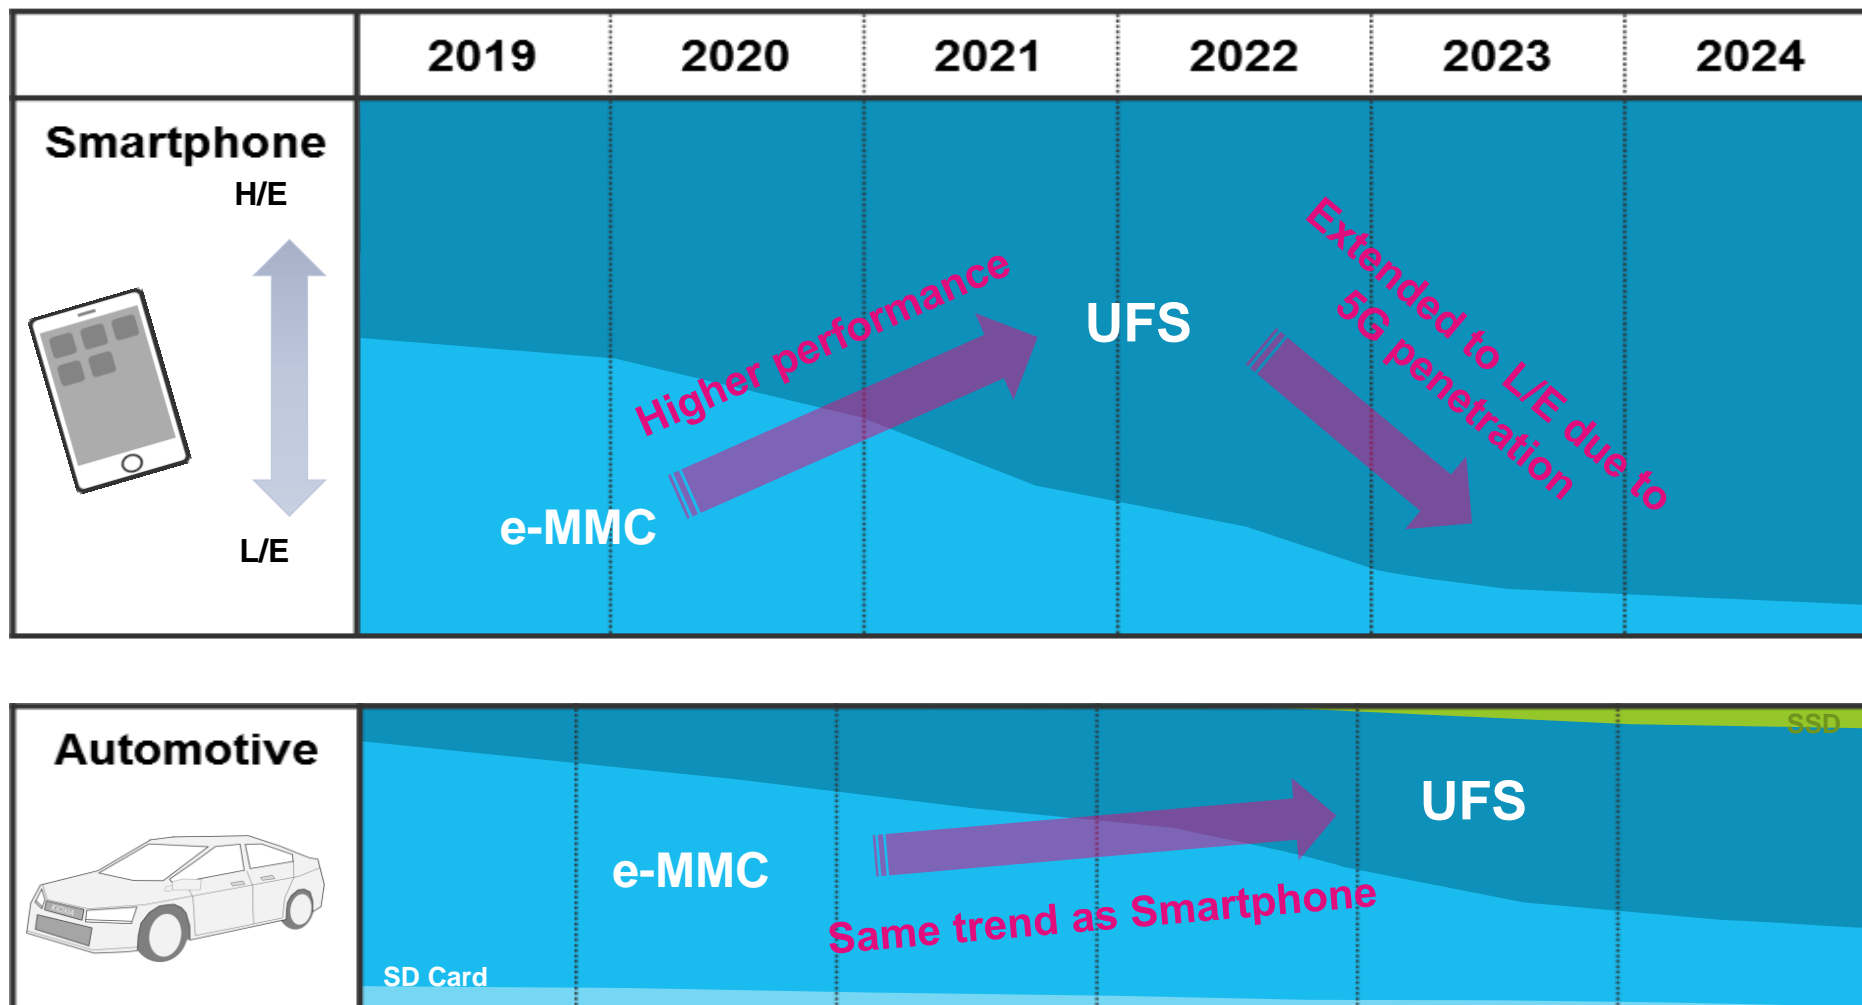 2019 2020 2021 2022 2023 2024
Smartphone
H/E
L/E
Higher performance
UFS
Extended to L/E due to
5G penetration
e-MMC
Automotive
SSD
UFS
e-MMC
Same trend as Smartphone
SD Card
KIOXIA